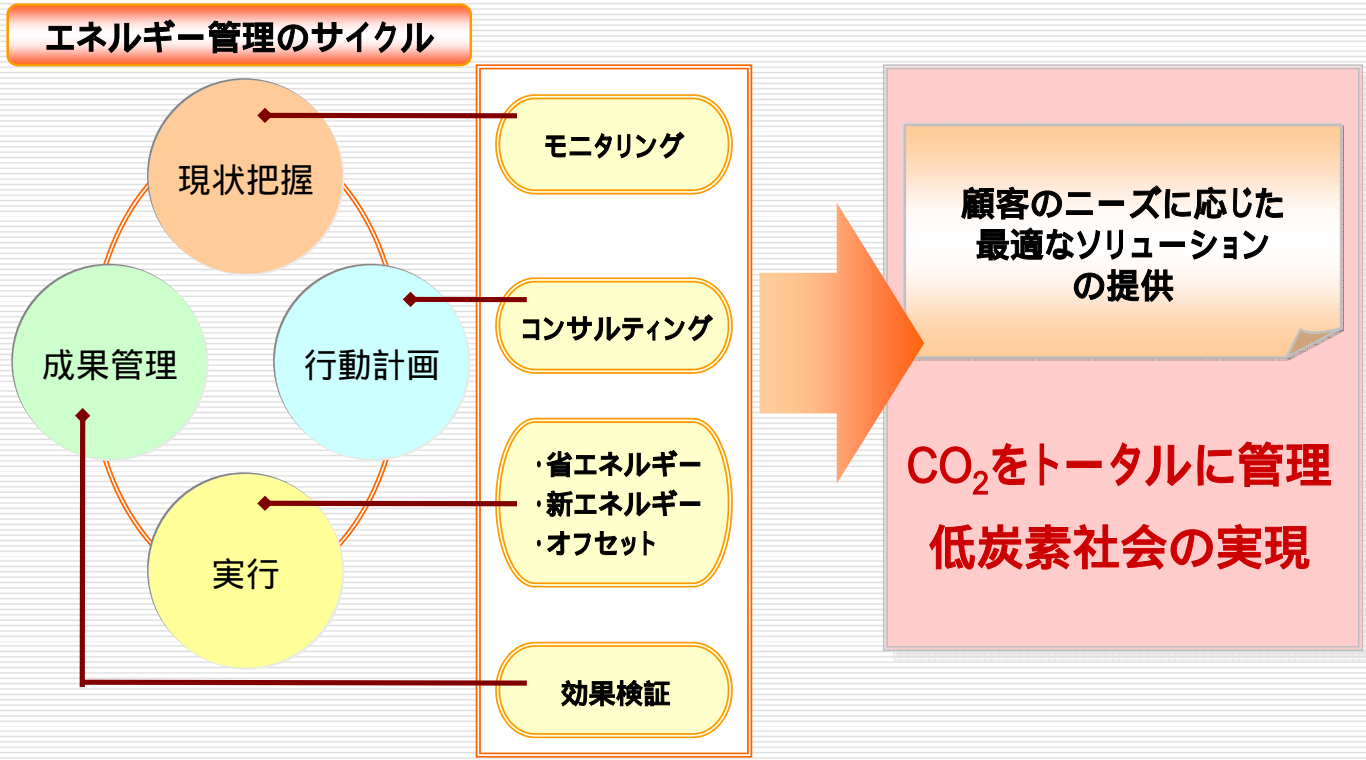 エネルギー管理のサイクル
現状把握
行動計画
成果管理
実行
モニタリング
コンサルティング
・省エネルギー
・新エネルギー
・オフセット
効果検証
顧客のニーズに応じた
最適なソリューション
の提供
CO₂をトータルに管理
低炭素社会の実現